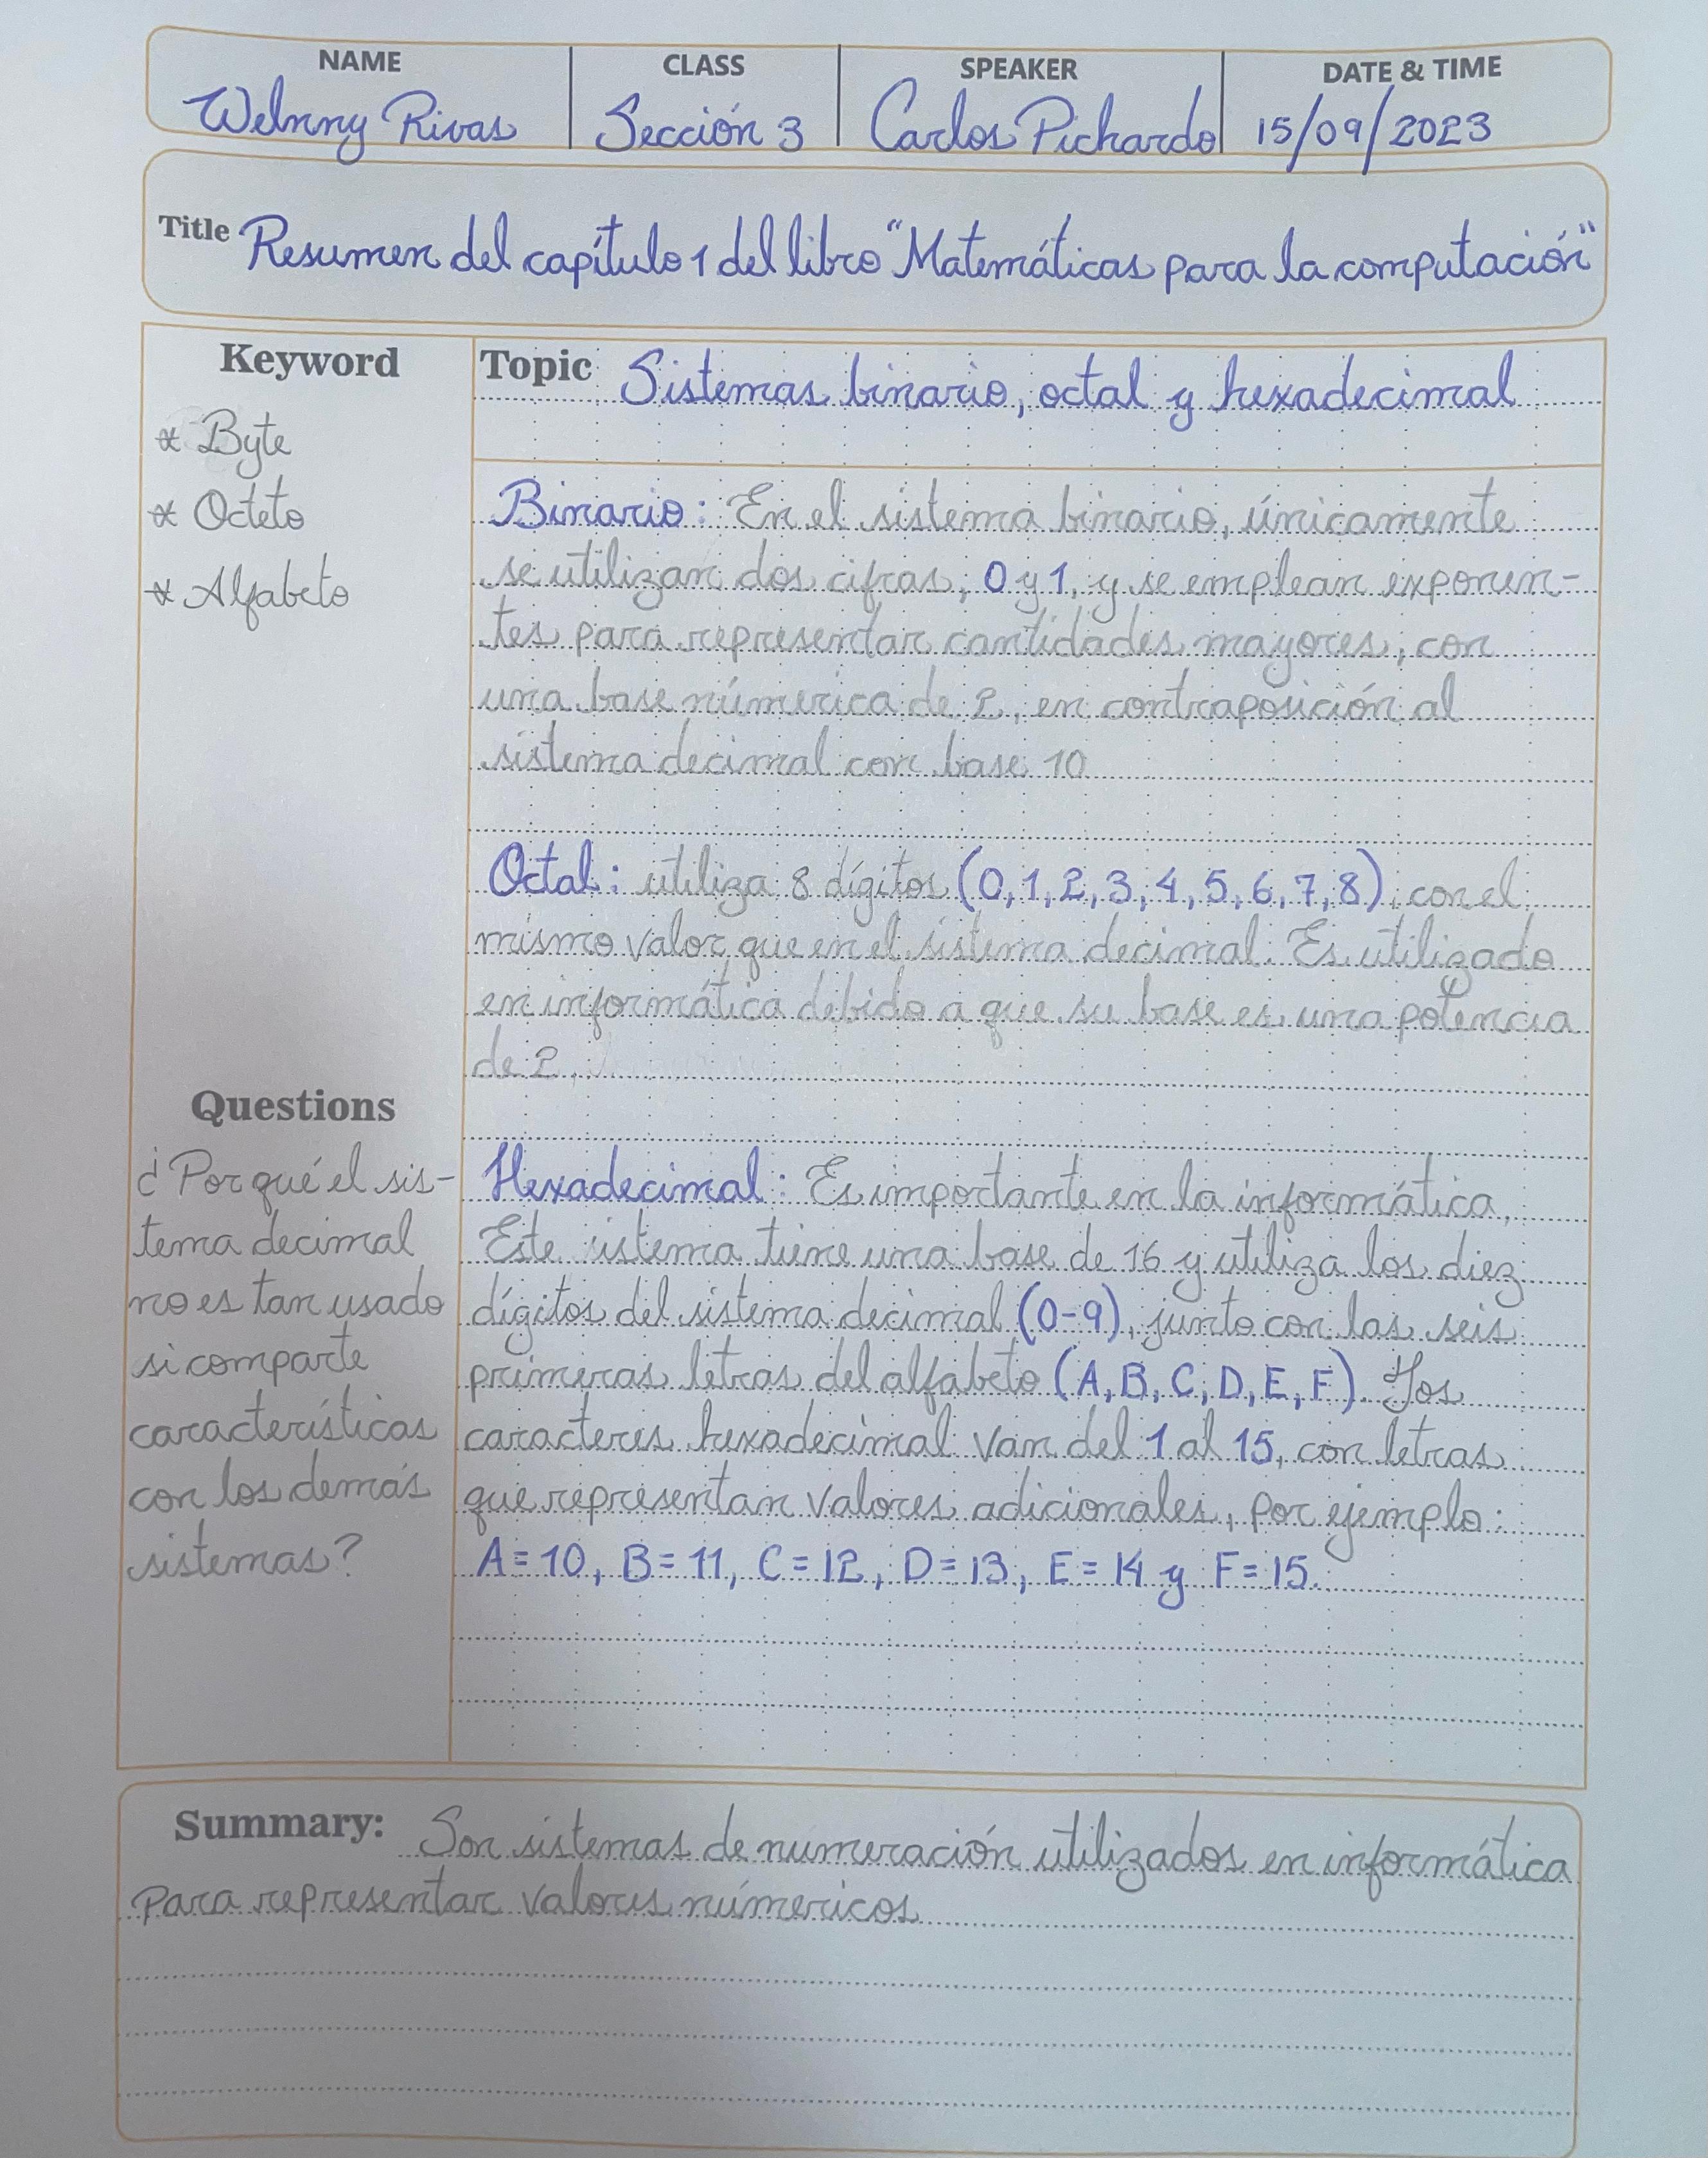 NAME CLASS SPEAKER DATE & TIME
Welnny Rivas Sección 3 Carlos Pichardo 15/09/2023
Title Resumen del capítulo 1 del libro "Matemáticas para la computación"
Keyword
* Byte
* Octeto
* Alfabeto
Questions
¿Por qué el sis-
tema decimal
no es tan usado
si comparte
características
con los demás
sistemas?
Topic Sistemas binario, octal y hexadecimal
Binario: En el sistema binario, únicamente
se utilizan dos cifras, 0 y 1, y se emplean exponen-
tes para representar cantidades mayores, con
una base númerica de 2, en contraposición al
sistema decimal con base 10
Octal: utiliza 8 dígitos (0,1,2,3,4,5,6,7,8) con el
mismo valor que en el sistema decimal. Es utilizado
en informática debido a que su base es una potencia
de 2.
Hexadecimal: Es importante en la informática,
Este sistema tiene una base de 16 y utiliza los diez
dígitos del sistema decimal (0-9), junto con las seis
primeras letras del alfabeto (A, B, C, D, E, F). Los
caracteres hexadecimal van del 1 al 15, con letras
que representan valores adicionales, por ejemplo:
A=10, B=11, C=12, D=13, E=14 y F=15.
Summary: Son sistemas de numeración utilizados en informática
para representar valores númericos